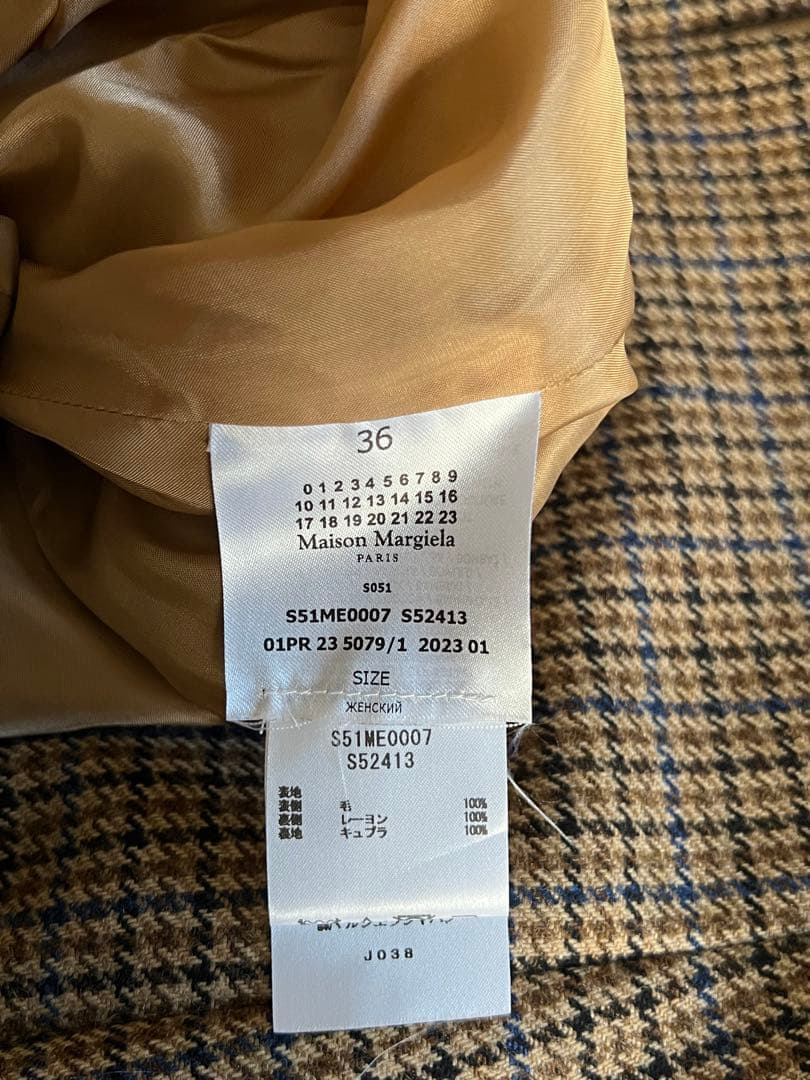 36
0 1 2 3 4 5 6 7 8 9
10 11 12 13 14 15 16
17 18 19 20 21 22 23
Maison Margiela
PARIS
S051
S51ME0007 S52413
01PR 23 5079/1 2023 01
SIZE
ЖЕНСКИЙ
S51ME0007
S52413
表地
表側 毛 100%
裏側 レーヨン 100%
裏地 キュプラ 100%
J038